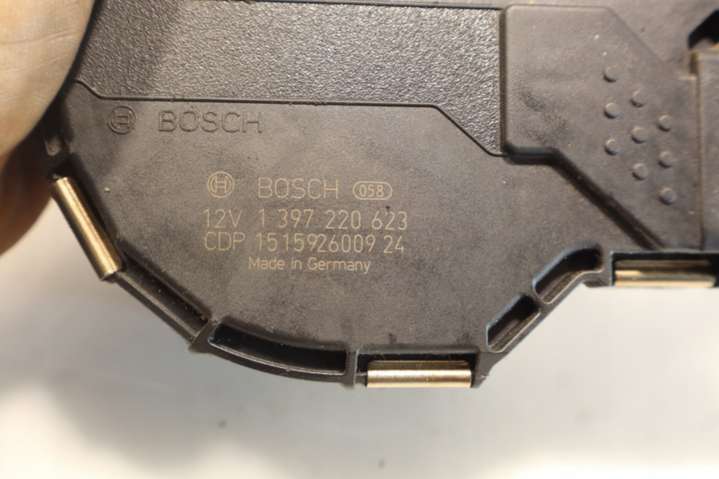 BOSCH
BOSCH 058
12V 1 397 220 623
CDP 1515926009 24
Made in Germany